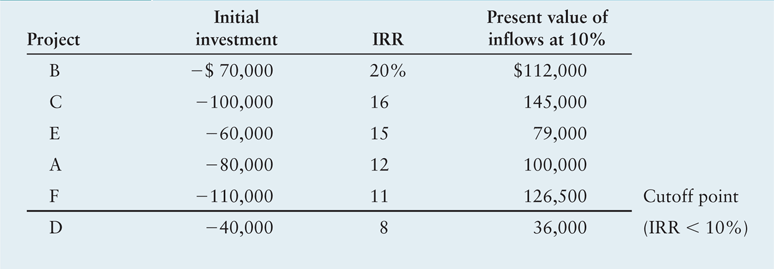 Initial Present value of
Project investment IRR inflows at 10%
B −$ 70,000 20% $112,000
C −100,000 16 145,000
E −60,000 15 79,000
A −80,000 12 100,000
F −110,000 11 126,500 Cutoff point
D −40,000 8 36,000 (IRR < 10%)